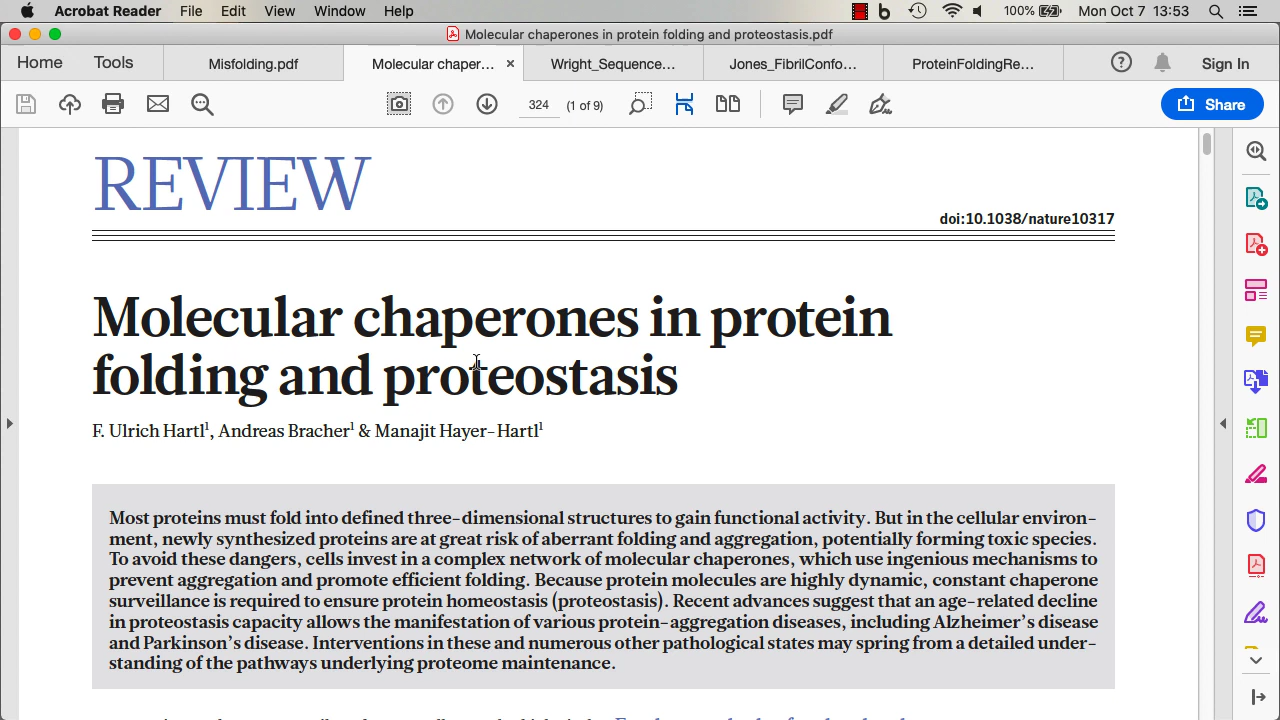 Acrobat Reader File Edit View Window Help 100% Mon Oct 7 13:53
Molecular chaperones in protein folding and proteostasis.pdf
Home Tools Misfolding.pdf Molecular chaper... × Wright_Sequence... Jones_FibrilConfo... ProteinFoldingRe... Sign In
324 (1 of 9) Share
REVIEW
doi:10.1038/nature10317
Molecular chaperones in protein
folding and proteostasis
F. Ulrich Hartl¹, Andreas Bracher¹ & Manajit Hayer-Hartl¹
Most proteins must fold into defined three-dimensional structures to gain functional activity. But in the cellular environ-
ment, newly synthesized proteins are at great risk of aberrant folding and aggregation, potentially forming toxic species.
To avoid these dangers, cells invest in a complex network of molecular chaperones, which use ingenious mechanisms to
prevent aggregation and promote efficient folding. Because protein molecules are highly dynamic, constant chaperone
surveillance is required to ensure protein homeostasis (proteostasis). Recent advances suggest that an age-related decline
in proteostasis capacity allows the manifestation of various protein-aggregation diseases, including Alzheimer's disease
and Parkinson's disease. Interventions in these and numerous other pathological states may spring from a detailed under-
standing of the pathways underlying proteome maintenance.